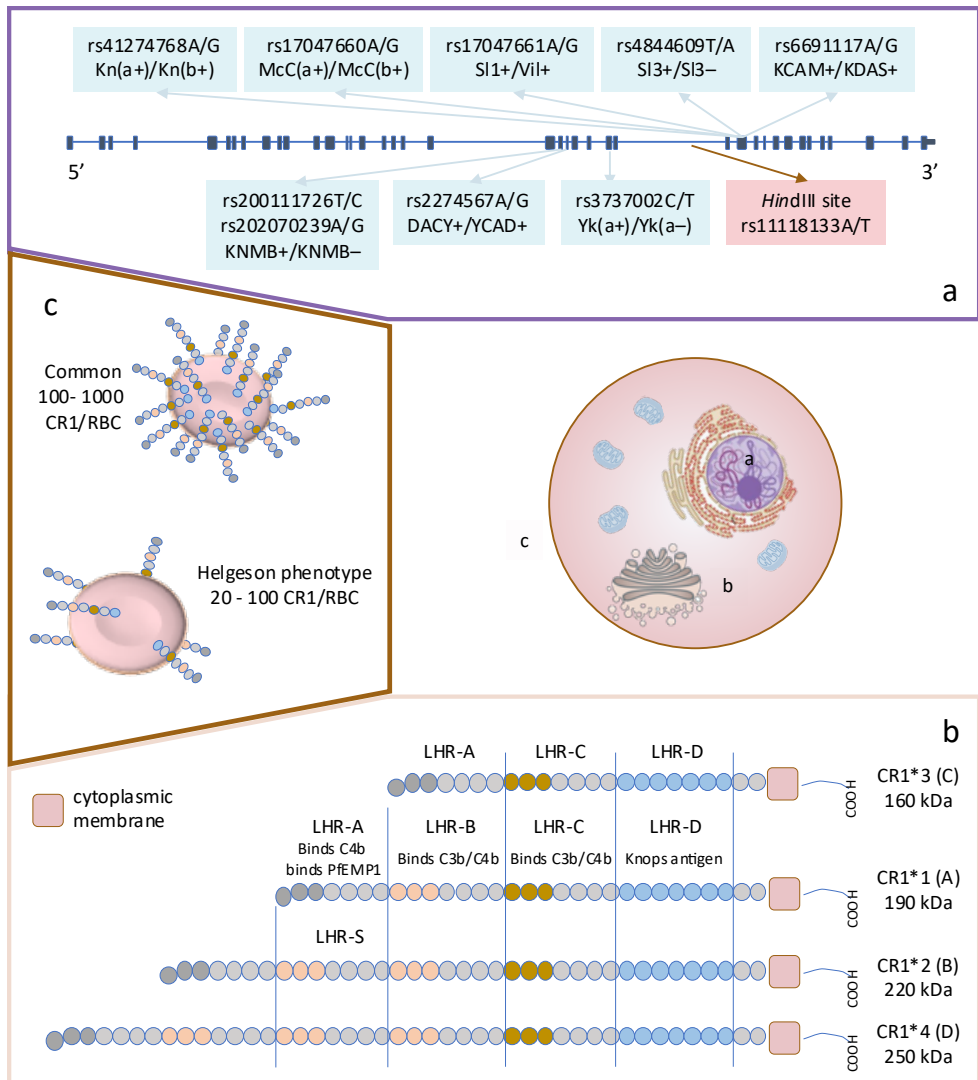 rs41274768A/G
Kn(a+)/Kn(b+)
rs17047660A/G
McC(a+)/McC(b+)
rs17047661A/G
Sl1+/Vil+
rs4844609T/A
Sl3+/Sl3–
rs6691117A/G
KCAM+/KDAS+
5’
3’
rs200111726T/C
rs202070239A/G
KNMB+/KNMB–
rs2274567A/G
DACY+/YCAD+
rs3737002C/T
Yk(a+)/Yk(a–)
HindIII site
rs11118133A/T
a
c
Common
100- 1000
CR1/RBC
Helgeson phenotype
20 - 100 CR1/RBC
a
c
b
b
cytoplasmic
membrane
LHR-A
LHR-C
LHR-D
COOH
CR1*3 (C)
160 kDa
LHR-A
Binds C4b
binds PfEMP1
LHR-B
Binds C3b/C4b
LHR-C
Binds C3b/C4b
LHR-D
Knops antigen
COOH
CR1*1 (A)
190 kDa
LHR-S
COOH
CR1*2 (B)
220 kDa
COOH
CR1*4 (D)
250 kDa